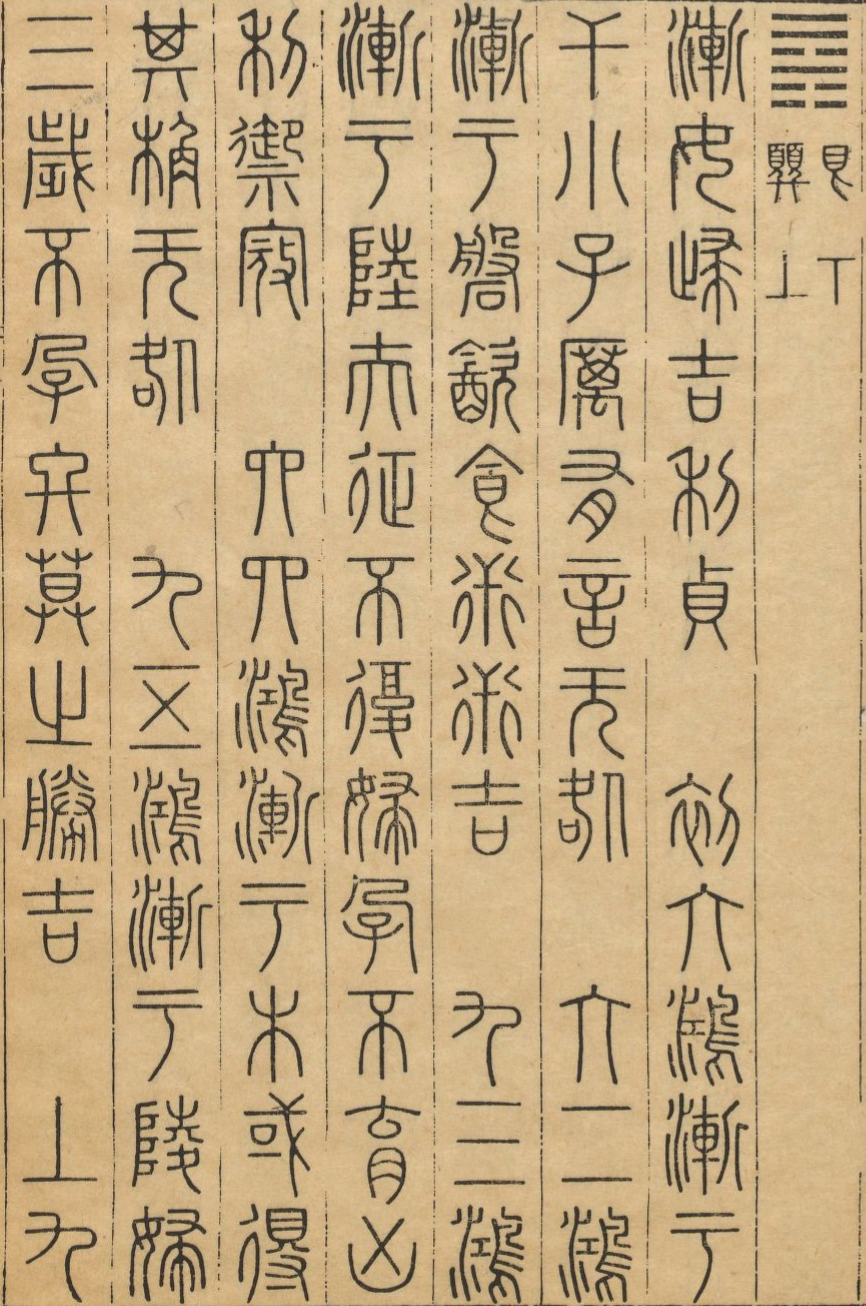 ䷴ 艮下
巽上
漸女歸吉利貞 初六鴻漸于
干小子厲有言无咎 六二鴻
漸于磐飲食衎衎吉 九三鴻
漸于陸夫征不復婦孕不育凶
利禦寇 六四鴻漸于木或得
其桷无咎 九五鴻漸于陵婦
三歲不孕終莫之勝吉 上九